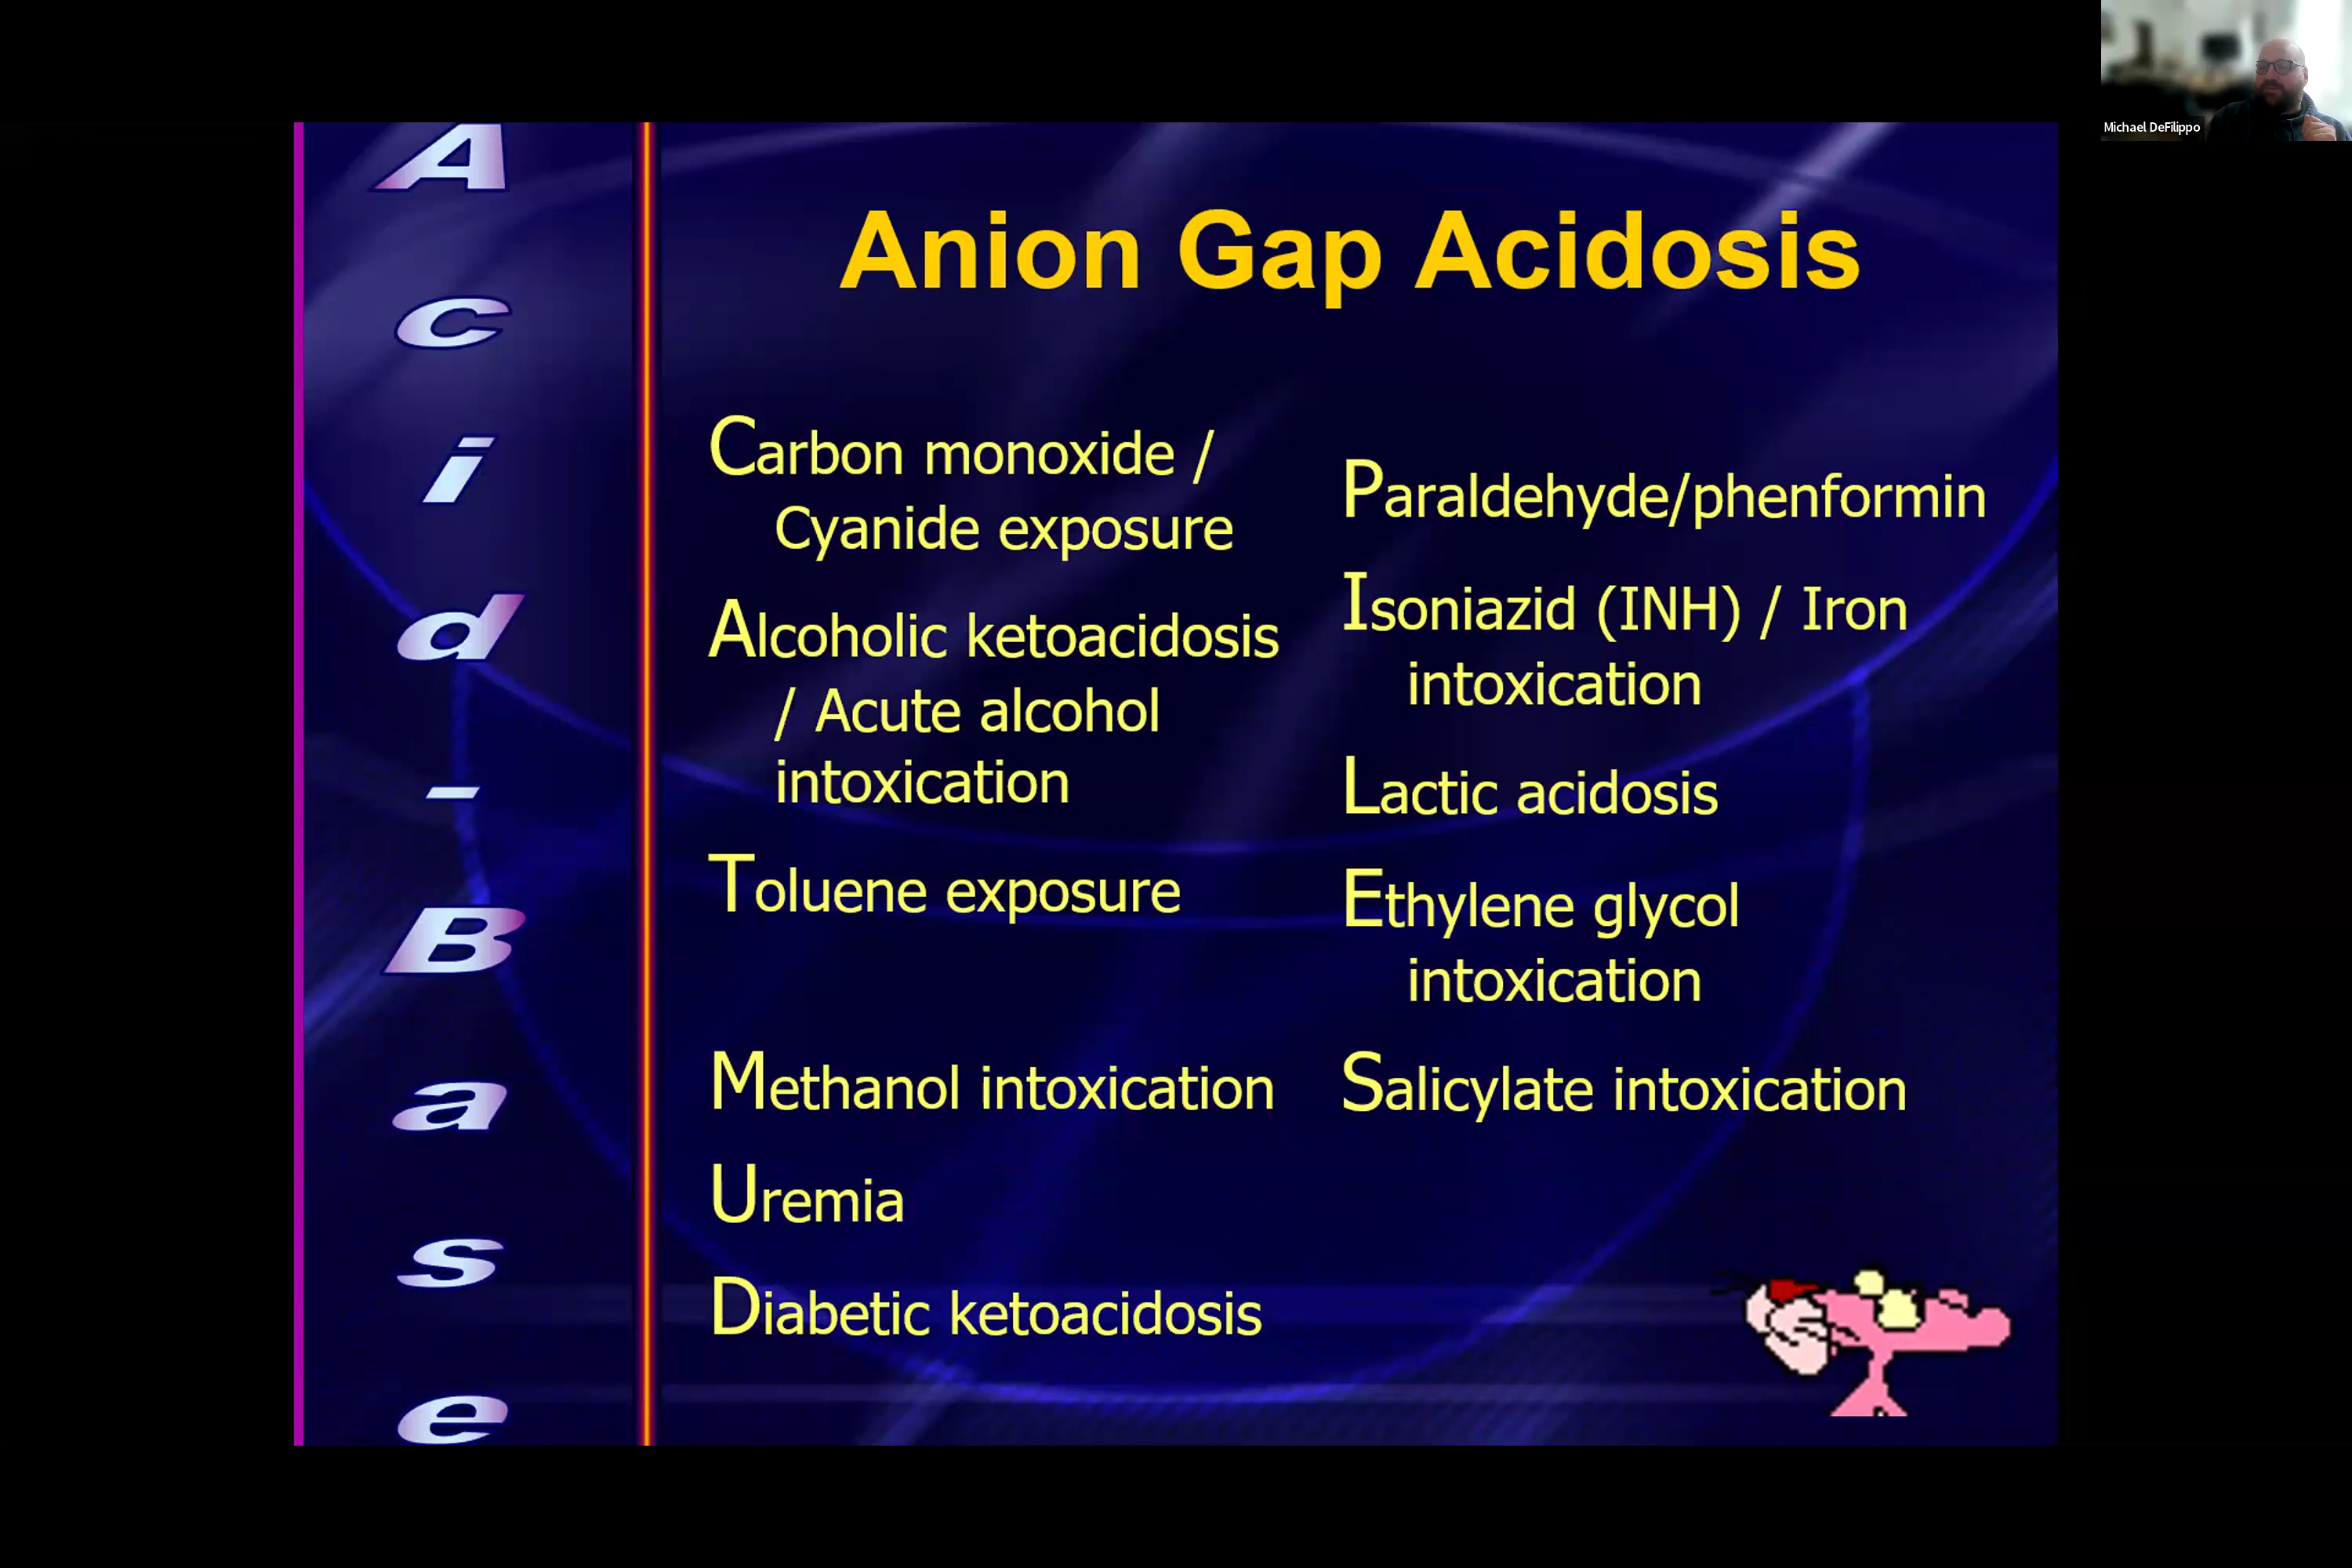 Acid-Base
Anion Gap Acidosis
Carbon monoxide /
Cyanide exposure
Alcoholic ketoacidosis
/ Acute alcohol
intoxication
Toluene exposure
Methanol intoxication
Uremia
Diabetic ketoacidosis
Paraldehyde/phenformin
Isoniazid (INH) / Iron
intoxication
Lactic acidosis
Ethylene glycol
intoxication
Salicylate intoxication
Michael DeFilippo